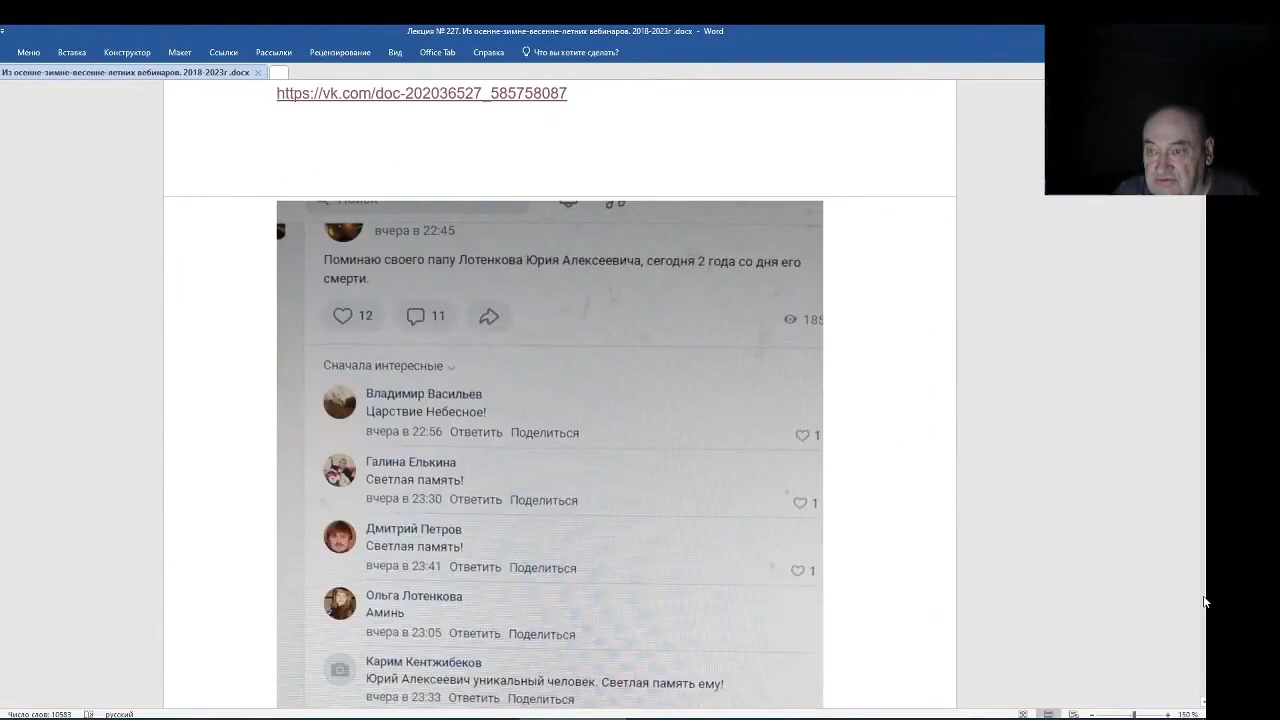 Лекция № 227. Из осенне-зимне-весенне-летних вебинаров. 2018-2023г .docx - Word
Меню Вставка Конструктор Макет Ссылки Рассылки Рецензирование Вид Office Tab Справка Что вы хотите сделать?
Из осенне-зимне-весенне-летних вебинаров. 2018-2023г .docx
https://vk.com/doc-202036527_585758087
вчера в 22:45
Поминаю своего папу Лотенкова Юрия Алексеевича, сегодня 2 года со дня его
смерти.
12 11 185
Сначала интересные
Владимир Васильев
Царствие Небесное!
вчера в 22:56 Ответить Поделиться 1
Галина Елькина
Светлая память!
вчера в 23:30 Ответить Поделиться 1
Дмитрий Петров
Светлая память!
вчера в 23:41 Ответить Поделиться 1
Ольга Лотенкова
Аминь
вчера в 23:05 Ответить Поделиться
Карим Кентжибеков
Юрий Алексеевич уникальный человек. Светлая память ему!
вчера в 23:33 Ответить Поделиться
Число слов: 10583 русский 150 %